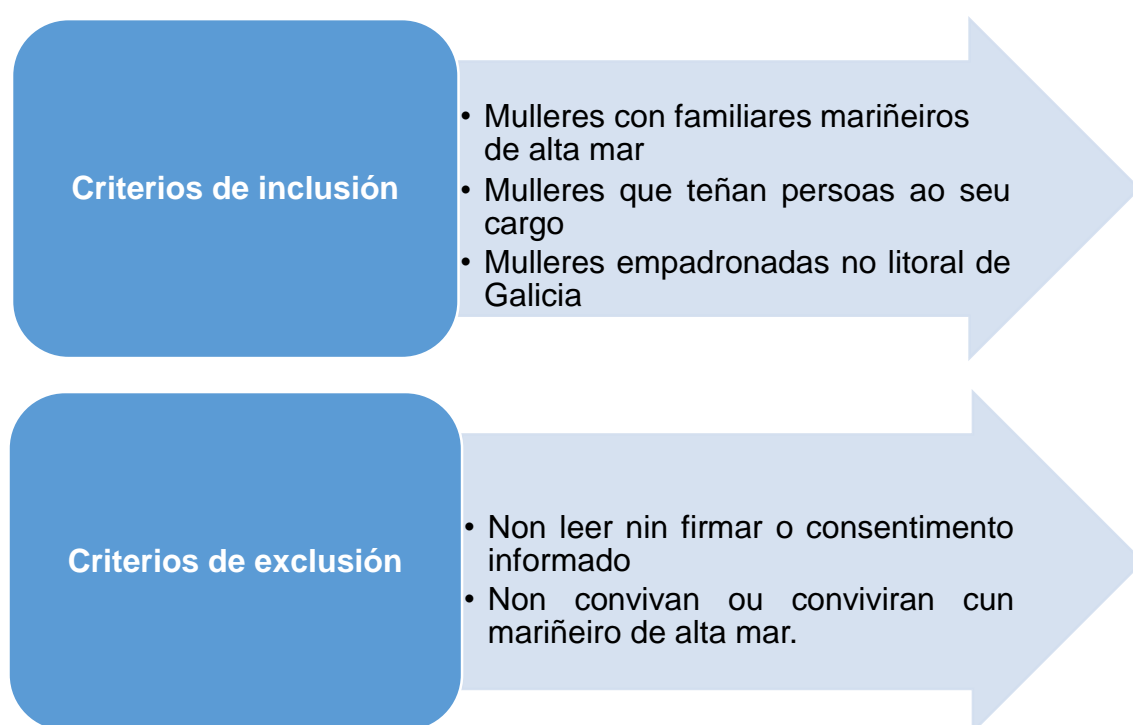 Criterios de inclusión
• Mulleres con familiares mariñeiros
de alta mar
• Mulleres que teñan persoas ao seu
cargo
• Mulleres empadronadas no litoral de
Galicia
Criterios de exclusión
• Non leer nin firmar o consentimento
informado
• Non convivan ou conviviran cun
mariñeiro de alta mar.